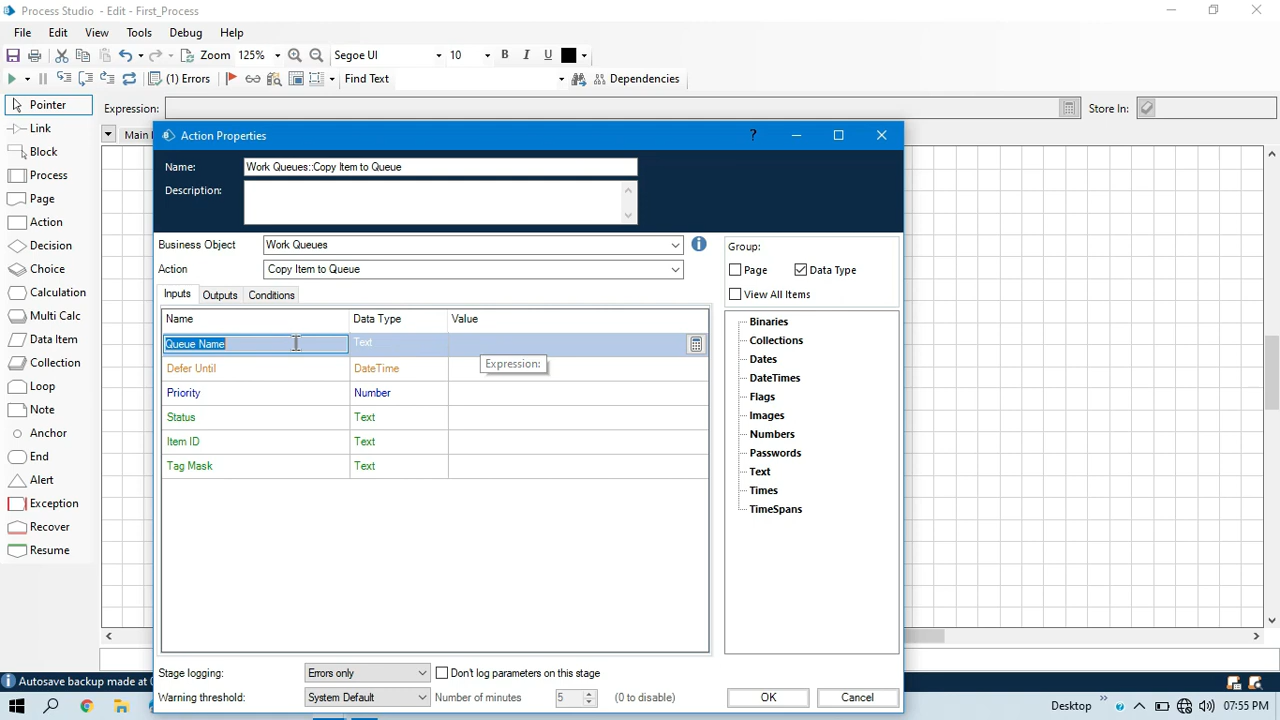 Process Studio - Edit - First_Process
File Edit View Tools Debug Help
Zoom 125% Segoe UI 10 B I U
(1) Errors Find Text Dependencies
Pointer Expression: Store In:
Link
Block
Process
Page
Action
Decision
Choice
Calculation
Multi Calc
Data Item
Collection
Loop
Note
Anchor
End
Alert
Exception
Recover
Resume
Main
Action Properties ?
Name: Work Queues::Copy Item to Queue
Description:
Business Object Work Queues i
Action Copy Item to Queue
Group:
Page Data Type
View All Items
Inputs Outputs Conditions
Name Data Type Value
Queue Name Text
Expression:
Defer Until DateTime
Priority Number
Status Text
Item ID Text
Tag Mask Text
Binaries
Collections
Dates
DateTimes
Flags
Images
Numbers
Passwords
Text
Times
TimeSpans
Stage logging: Errors only Don't log parameters on this stage
Warning threshold: System Default Number of minutes 5 (0 to disable)
OK Cancel
Autosave backup made at
Desktop » 07:55 PM